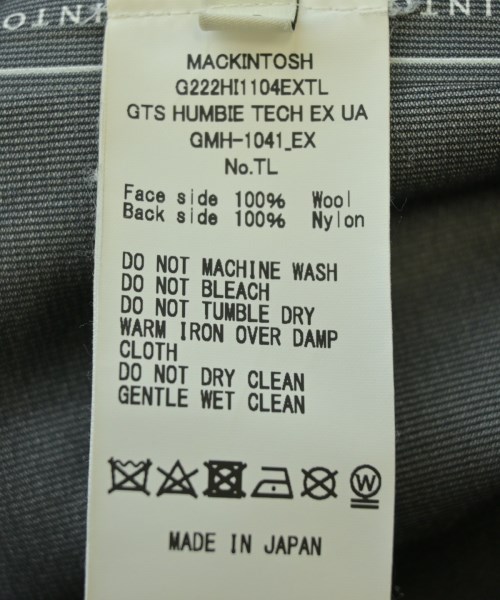 MACKINTOSH
G222HI1104EXTL
GTS HUMBIE TECH EX UA
GMH-1041_EX
No.TL
Face side 100% Wool
Back side 100% Nylon
DO NOT MACHINE WASH
DO NOT BLEACH
DO NOT TUMBLE DRY
WARM IRON OVER DAMP
CLOTH
DO NOT DRY CLEAN
GENTLE WET CLEAN
W
MADE IN JAPAN